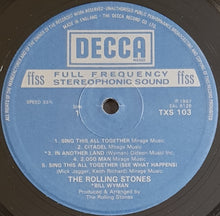 MADE IN ENGLAND · THE DECCA RECORD CO. LTD.
DECCA
ffss
ffss
FULL FREQUENCY
STEREOPHONIC SOUND
SPEED 33⅓
℗ 1967
TXS 103
1. SING THIS ALL TOGETHER Mirage Music
2. CITADEL Mirage Music
*3. IN ANOTHER LAND (Wyman) Gideon Music Inc.
4. 2,000 MAN Mirage Music
5. SING THIS ALL TOGETHER (SEE WHAT HAPPENS)
(Mick Jagger, Keith Richard) Mirage Music
THE ROLLING STONES
*BILL WYMAN
Produced & Arranged by
The Rolling Stones